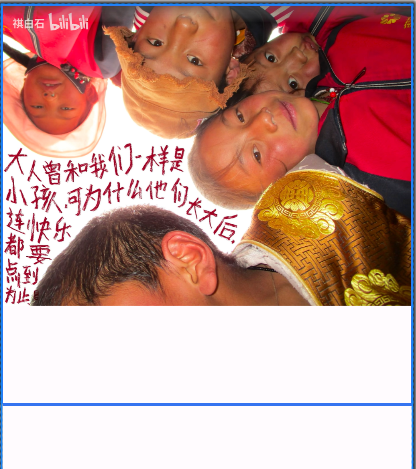 祺白石 bilibili
大人曾和我们一样是
小孩,可为什么他们长大后,
连快乐
都要
点到
为止